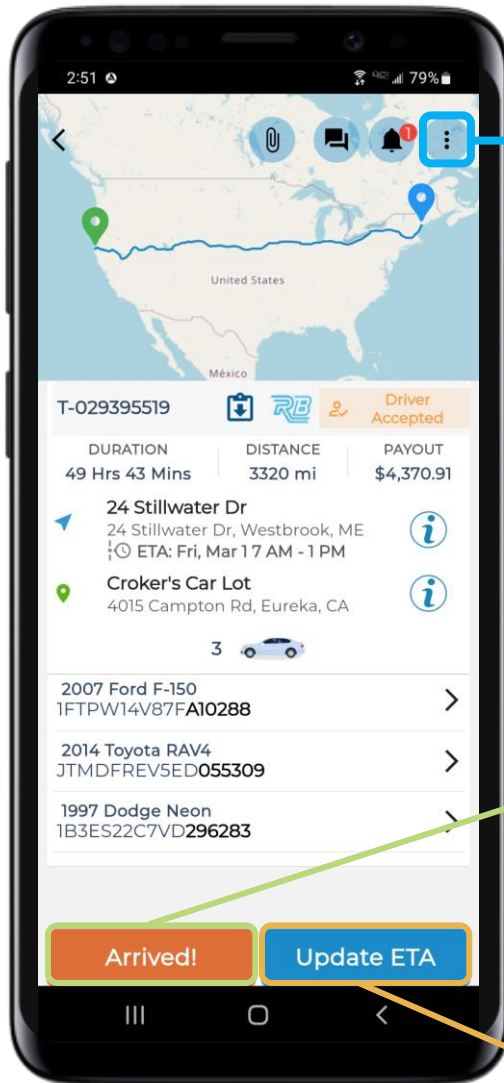 2:51 79%
1
United States
México
T-029395519 RB Driver
Accepted
DURATION DISTANCE PAYOUT
49 Hrs 43 Mins 3320 mi $4,370.91
24 Stillwater Dr
24 Stillwater Dr, Westbrook, ME
ETA: Fri, Mar 1 7 AM - 1 PM
Croker's Car Lot
4015 Campton Rd, Eureka, CA
3
2007 Ford F-150
1FTPW14V87FA10288
2014 Toyota RAV4
JTMDFREV5ED055309
1997 Dodge Neon
1B3ES22C7VD296283
Arrived! Update ETA